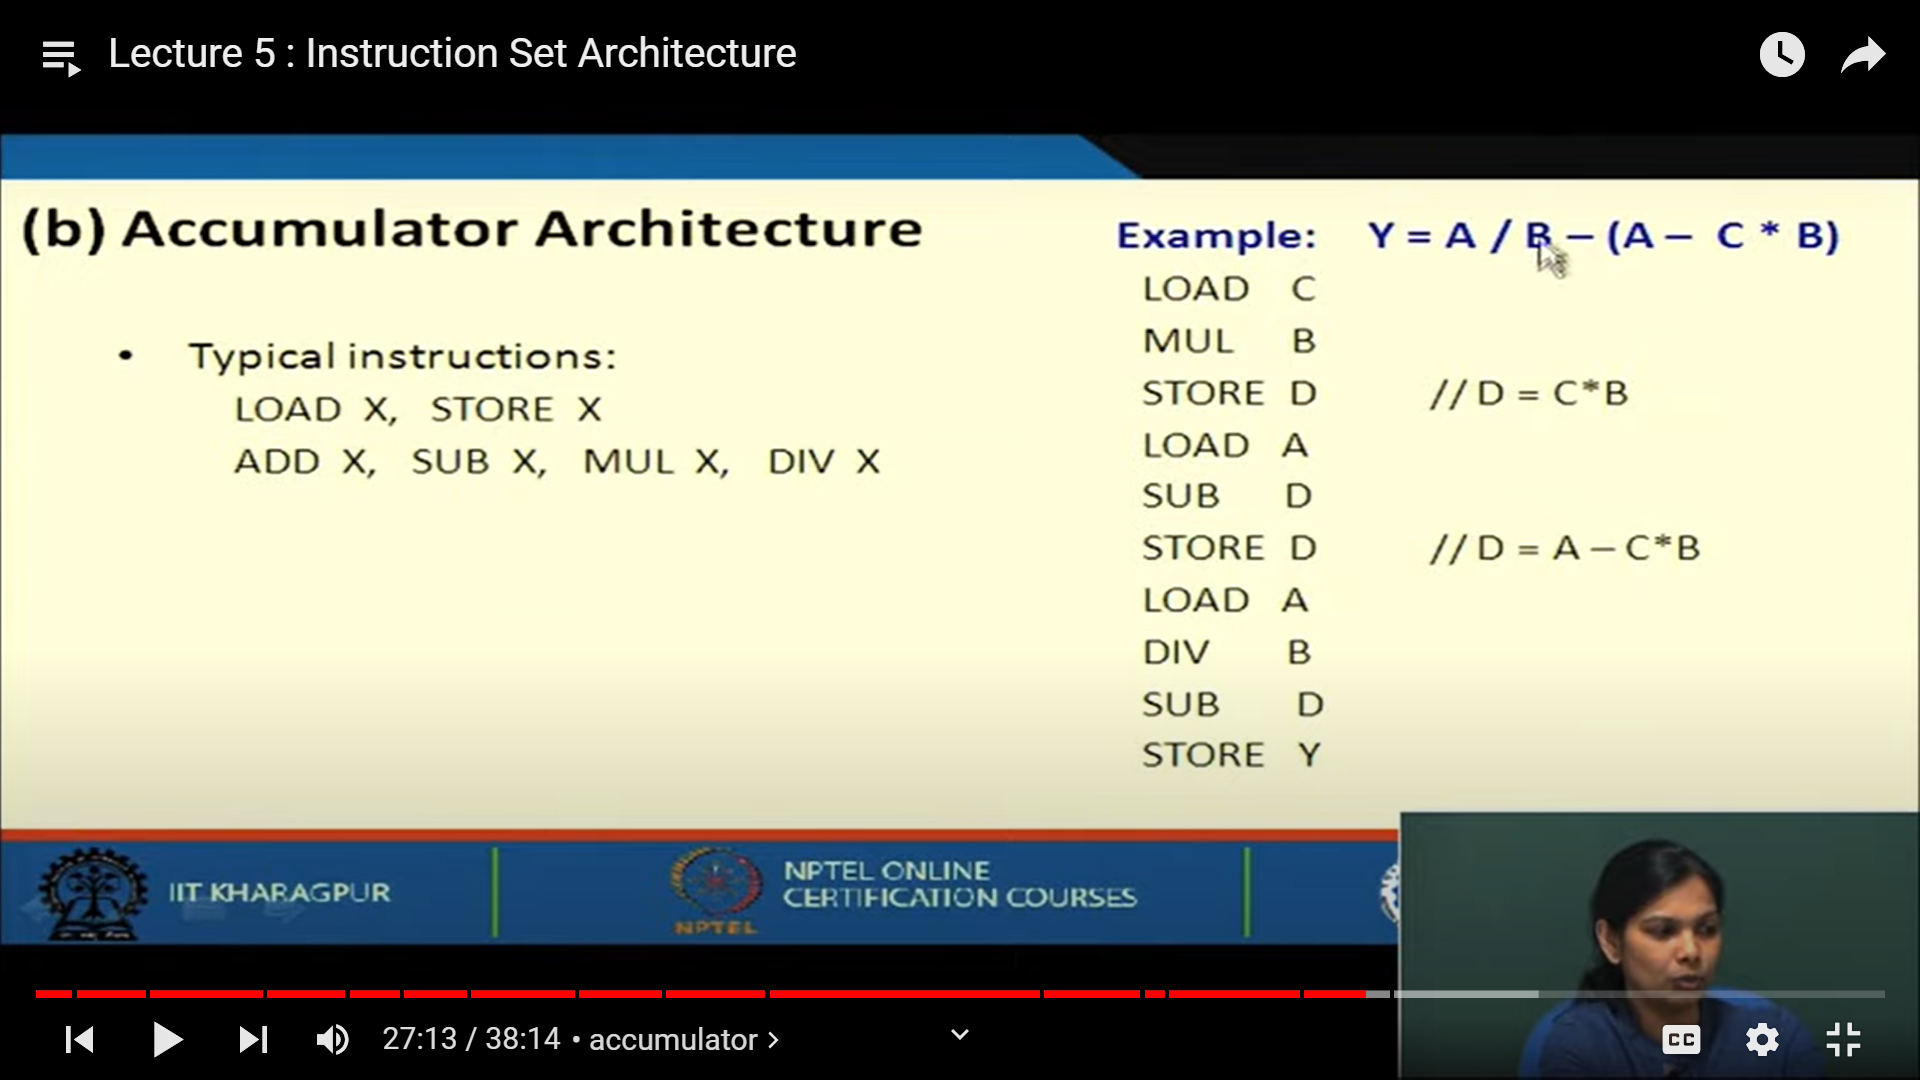 Lecture 5 : Instruction Set Architecture
(b) Accumulator Architecture
• Typical instructions:
LOAD X, STORE X
ADD X, SUB X, MUL X, DIV X
Example: Y = A / B – (A – C * B)
LOAD C
MUL B
STORE D // D = C*B
LOAD A
SUB D
STORE D // D = A – C*B
LOAD A
DIV B
SUB D
STORE Y
IIT KHARAGPUR
NPTEL
NPTEL ONLINE
CERTIFICATION COURSES
27:13 / 38:14 • accumulator >
CC